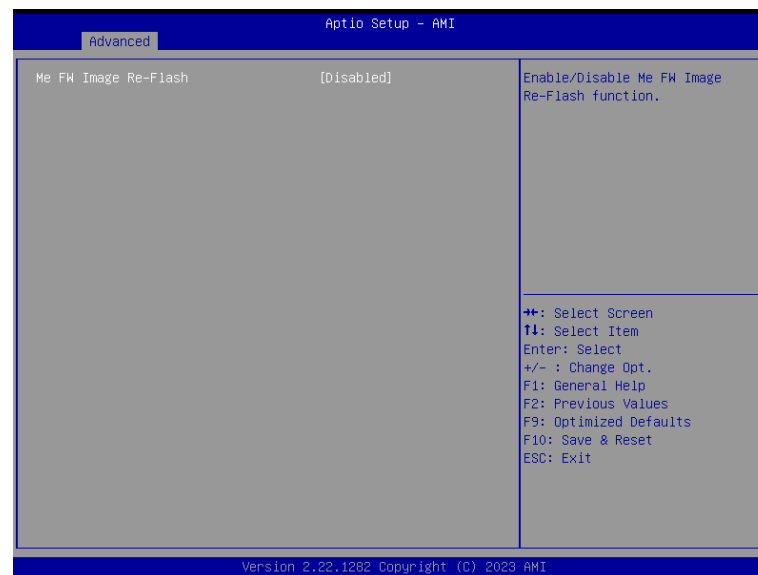 Aptio Setup - AMI
Advanced
Me FW Image Re-Flash [Disabled]
Enable/Disable Me FW Image
Re-Flash function.
→←: Select Screen
↑↓: Select Item
Enter: Select
+/- : Change Opt.
F1: General Help
F2: Previous Values
F9: Optimized Defaults
F10: Save & Reset
ESC: Exit
Version 2.22.1282 Copyright (C) 2023 AMI